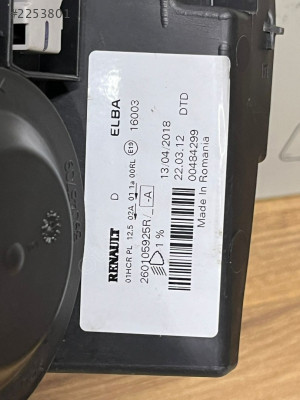 #2253801
ELBA
16003
DTD
RENAULT
D
01HCR PL 12.5 02A 01 1a 00RL E19
260105925R/_ -A
1 %
13/04/2018
22.03.12
00484299
Made In Romania